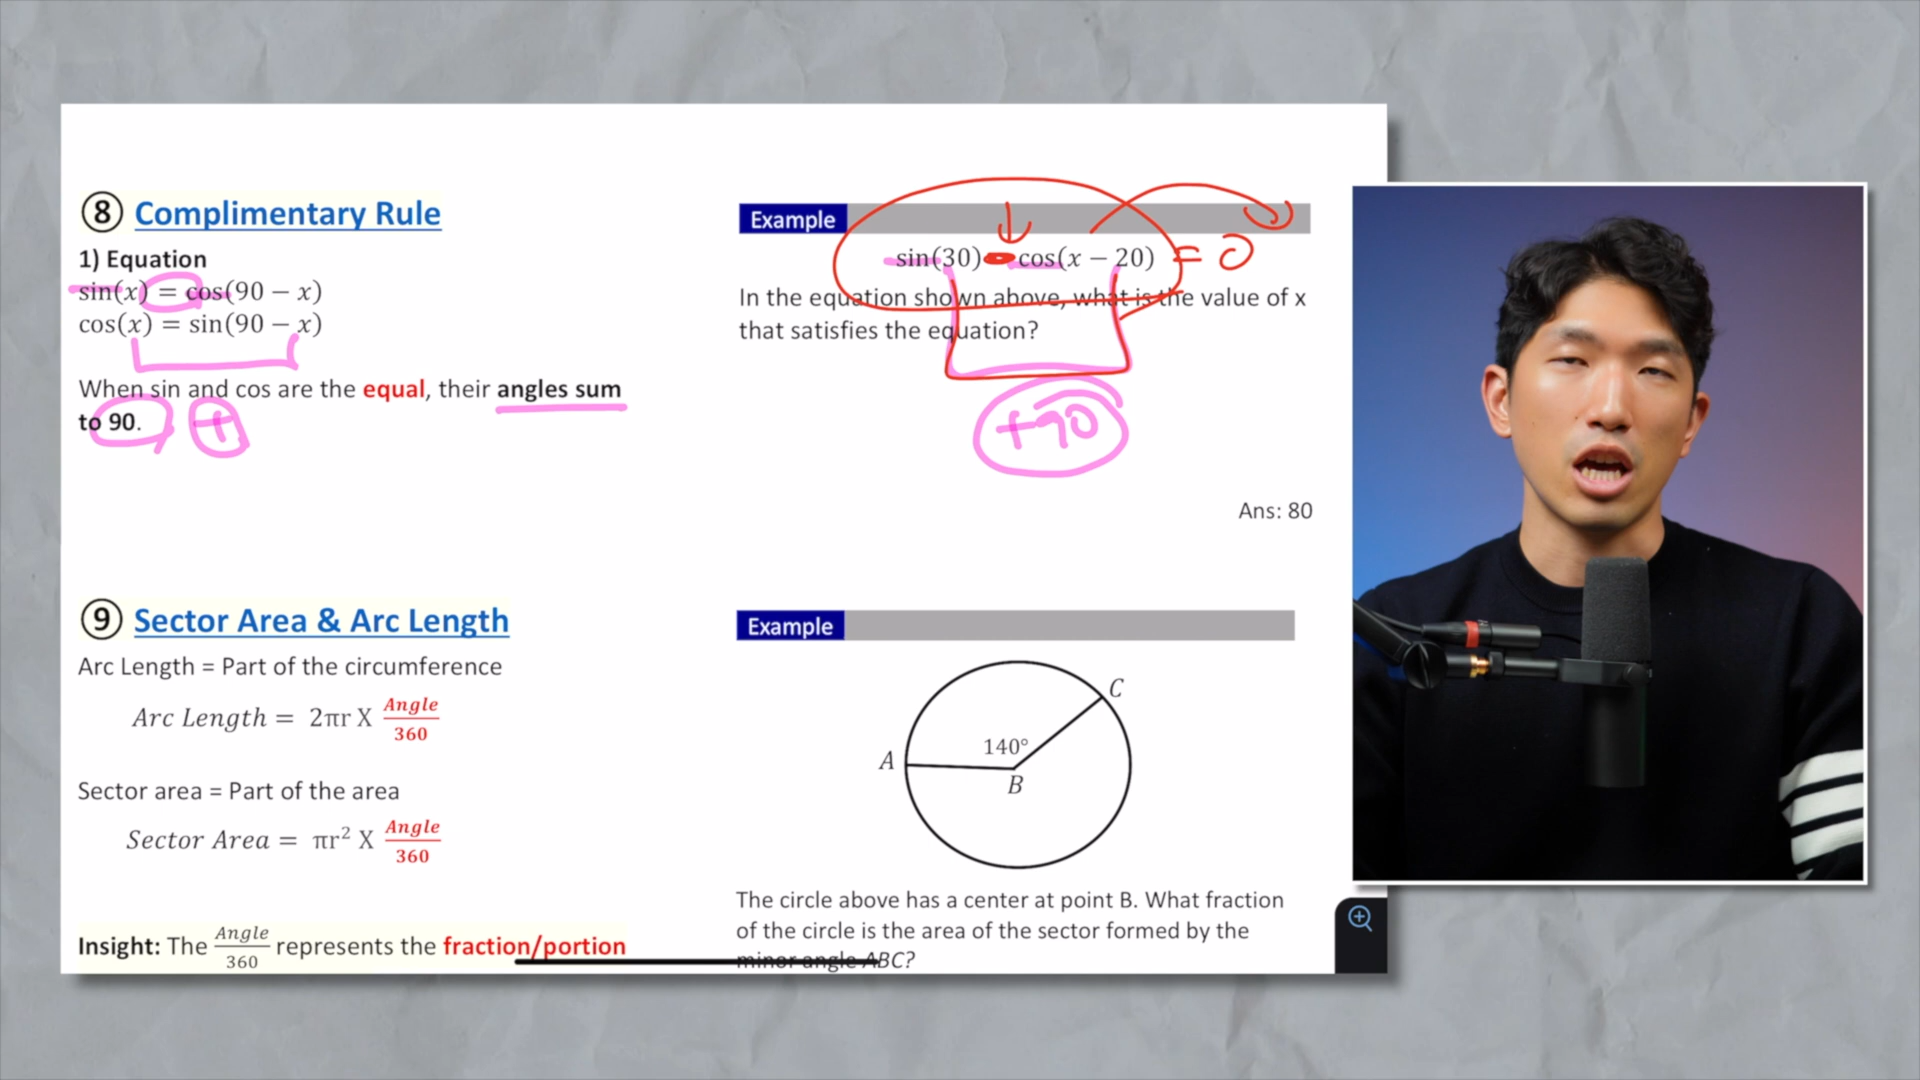 ⑧ Complimentary Rule
1) Equation
sin(x) = cos(90 − x)
cos(x) = sin(90 − x)
When sin and cos are the equal, their angles sum
to 90.
+
Example
sin(30) - cos(x − 20) = 0
In the equation shown above, what is the value of x
that satisfies the equation?
+90
Ans: 80
⑨ Sector Area & Arc Length
Arc Length = Part of the circumference
Arc Length = 2πr X Angle/360
Sector area = Part of the area
Sector Area = πr² X Angle/360
Insight: The Angle/360 represents the fraction/portion
Example
C
140°
A
B
The circle above has a center at point B. What fraction
of the circle is the area of the sector formed by the
minor angle ABC?